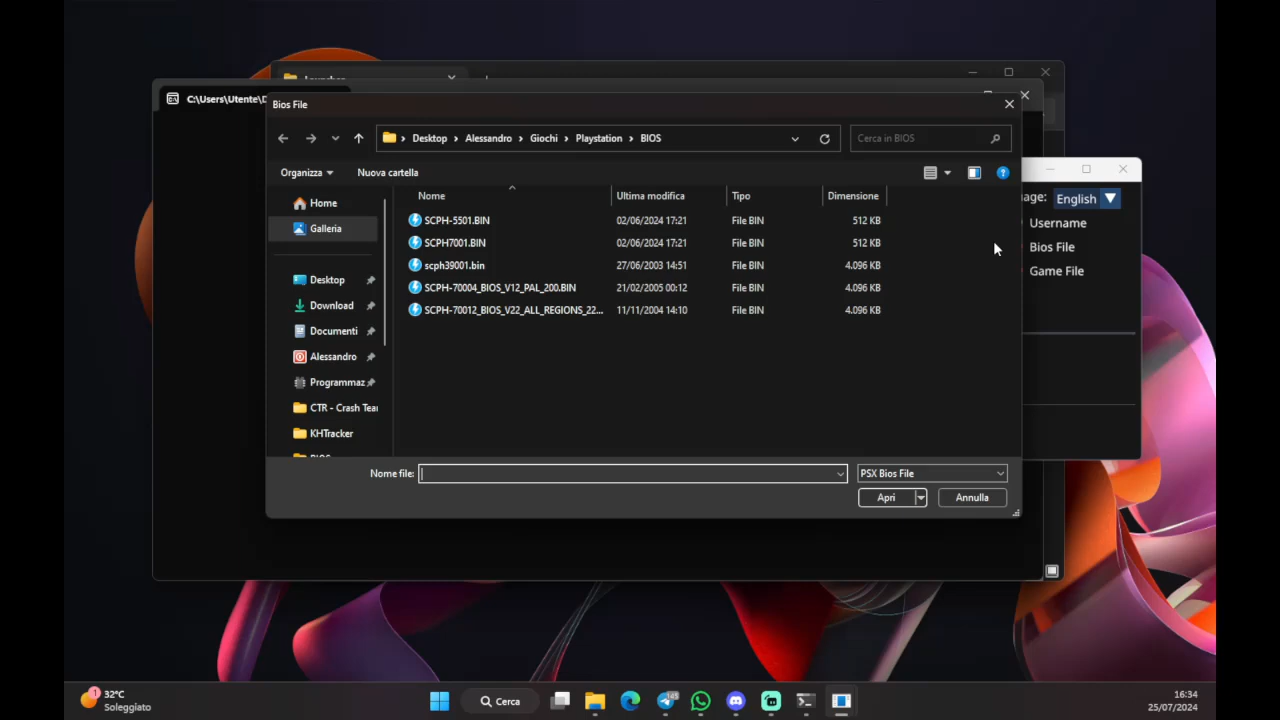 C:\Users\Utente\D
Bios File
Desktop > Alessandro > Giochi > Playstation > BIOS
Cerca in BIOS
Organizza
Nuova cartella
Nome
Ultima modifica
Tipo
Dimensione
Home
Galleria
Desktop
Download
Documenti
Alessandro
Programmaz
CTR - Crash Tear
KHTracker
SCPH-5501.BIN 02/06/2024 17:21 File BIN 512 KB
SCPH7001.BIN 02/06/2024 17:21 File BIN 512 KB
scph39001.bin 27/06/2003 14:51 File BIN 4.096 KB
SCPH-70004_BIOS_V12_PAL_200.BIN 21/02/2005 00:12 File BIN 4.096 KB
SCPH-70012_BIOS_V22_ALL_REGIONS_22... 11/11/2004 14:10 File BIN 4.096 KB
Nome file:
PSX Bios File
Apri
Annulla
age: English
Username
Bios File
Game File
1
32°C
Soleggiato
Cerca
145
16:34
25/07/2024